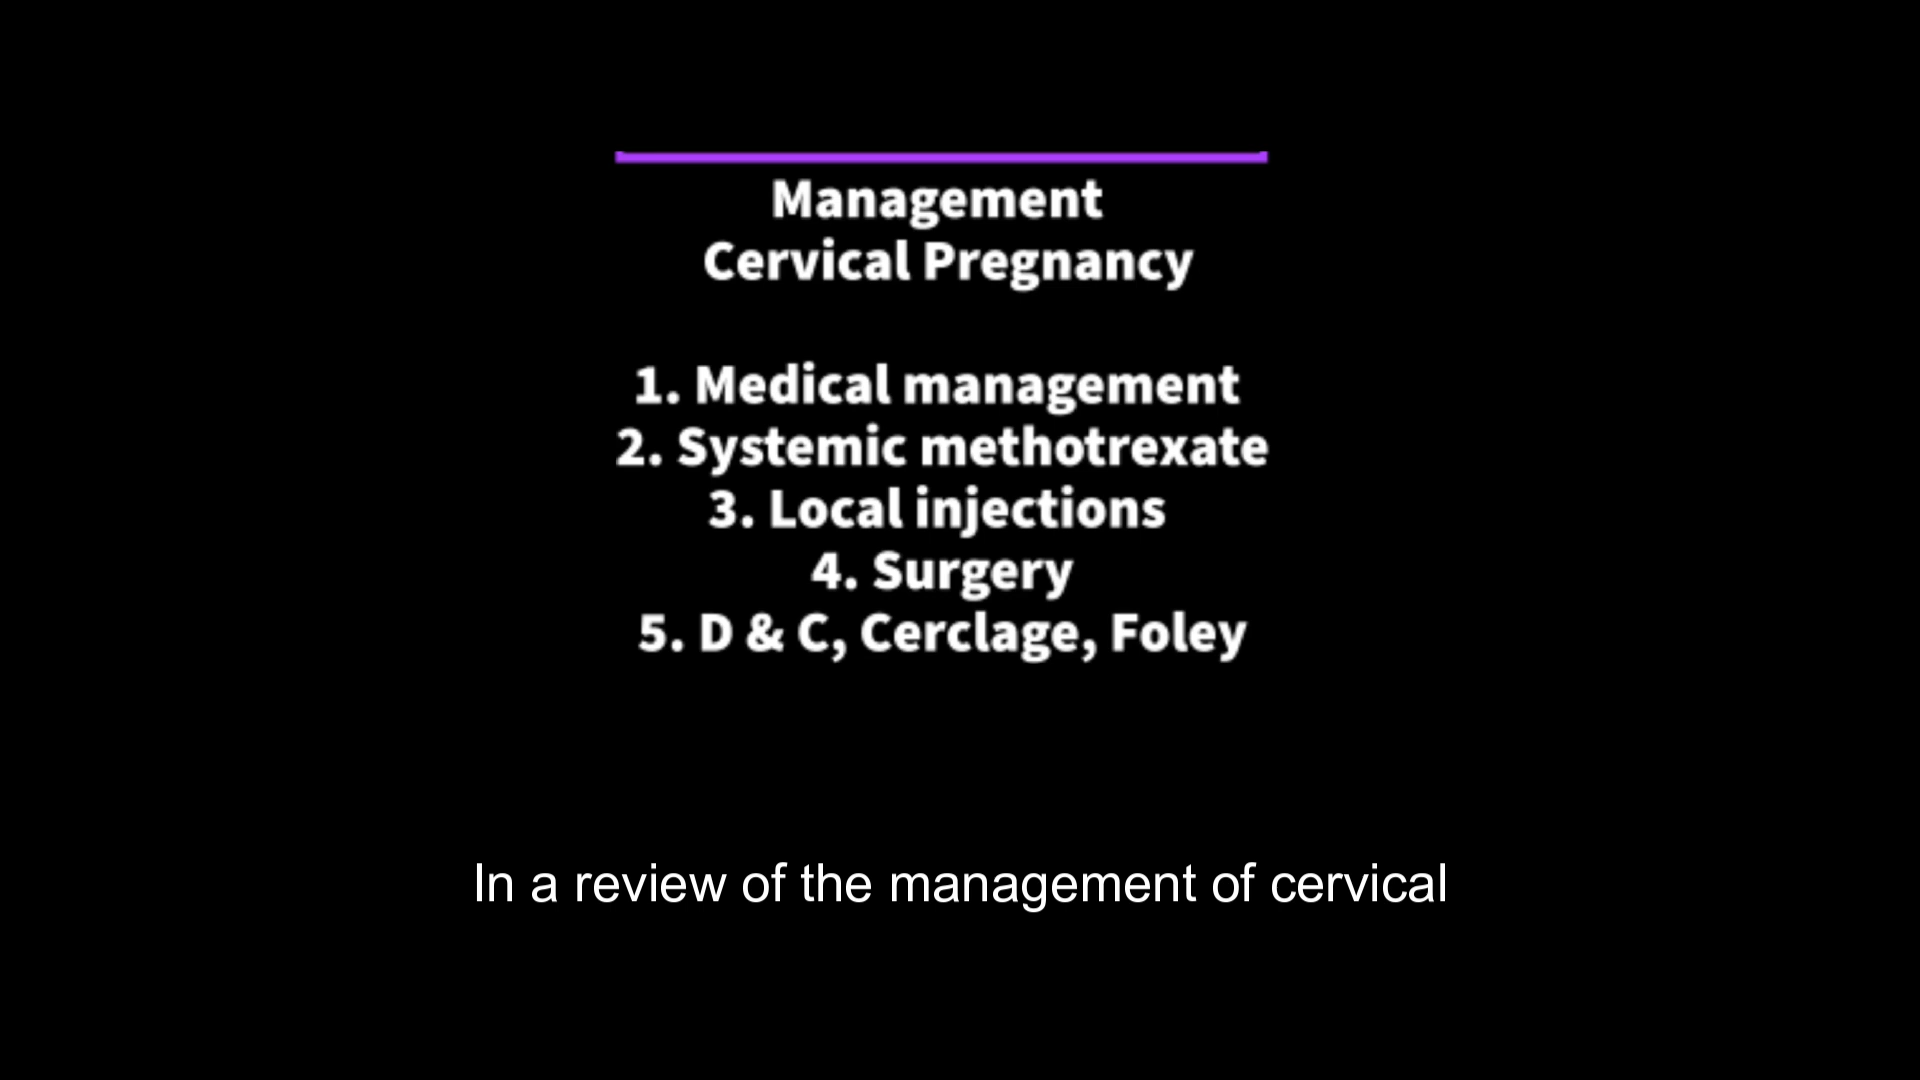 Management
Cervical Pregnancy
1. Medical management
2. Systemic methotrexate
3. Local injections
4. Surgery
5. D & C, Cerclage, Foley
In a review of the management of cervical